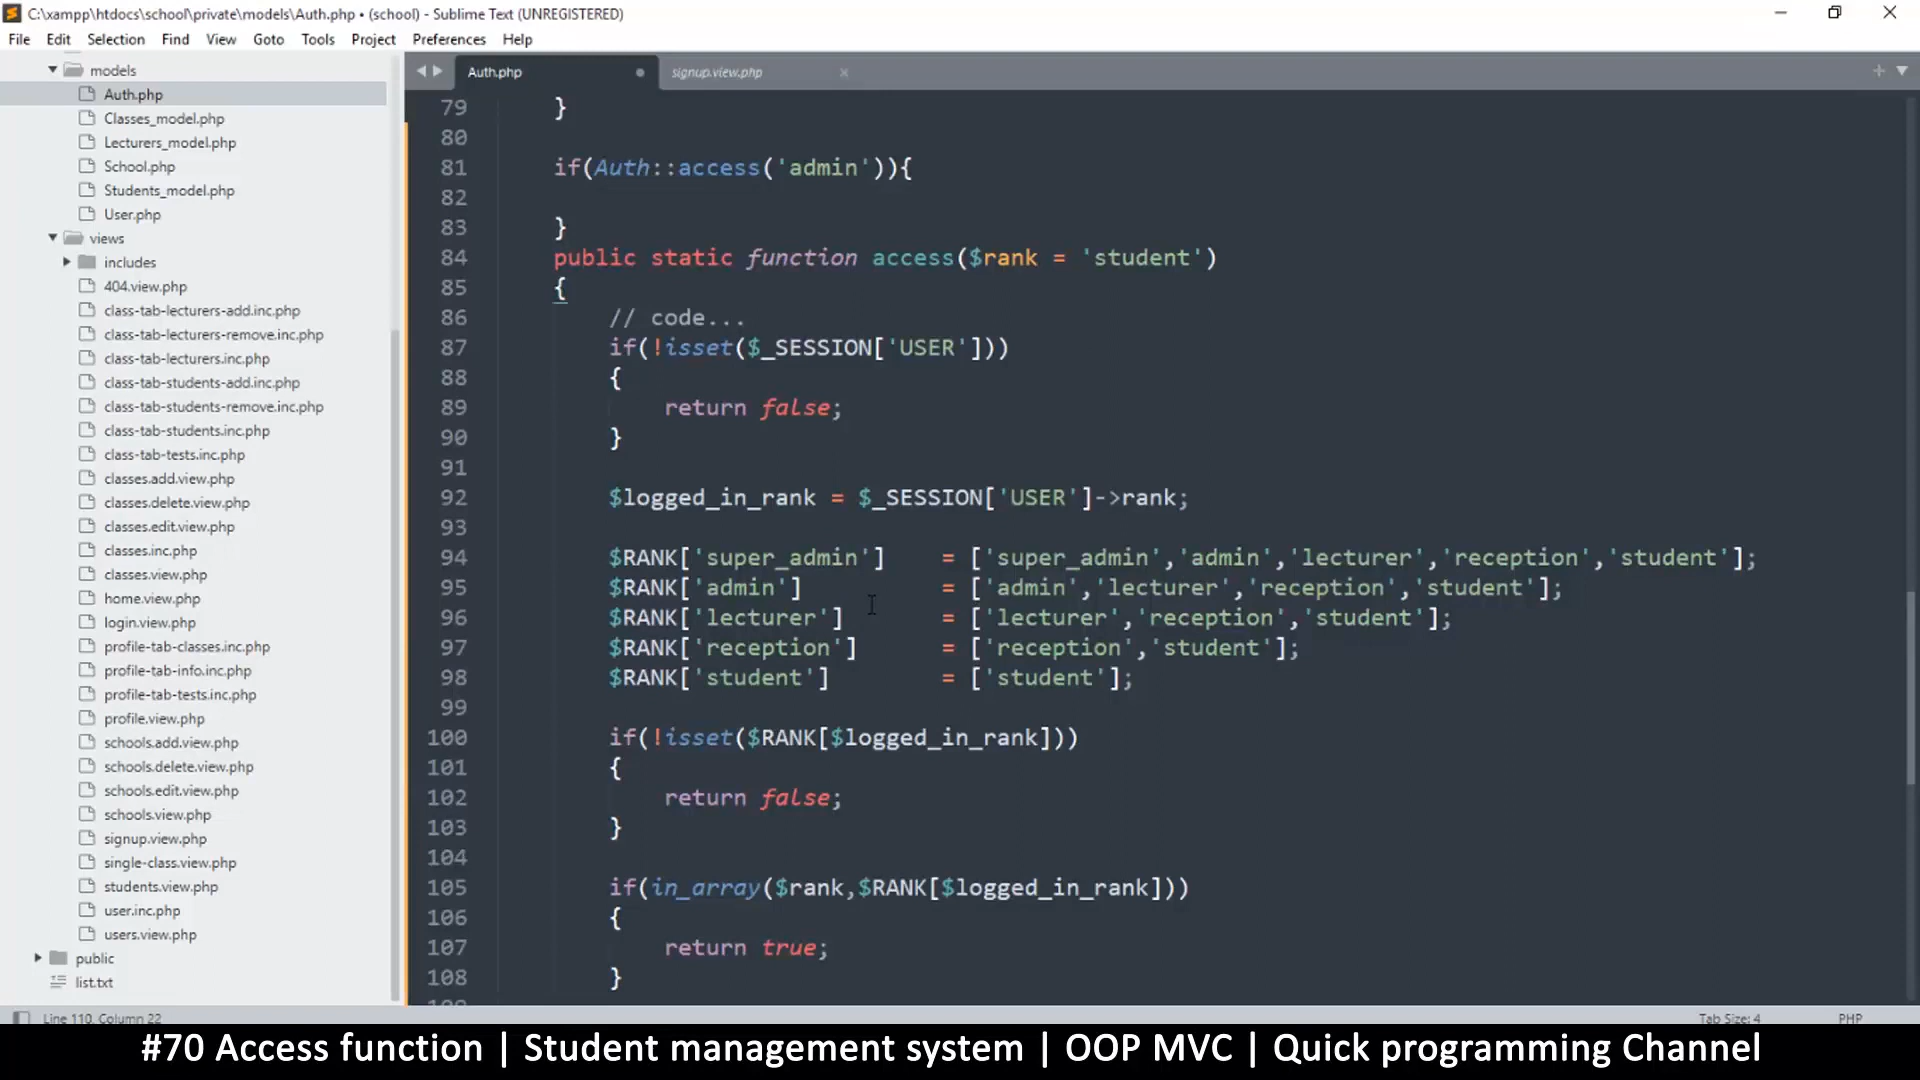 C:\xampp\htdocs\school\private\models\Auth.php • (school) - Sublime Text (UNREGISTERED)
File Edit Selection Find View Goto Tools Project Preferences Help
models
Auth.php
Classes_model.php
Lecturers_model.php
School.php
Students_model.php
User.php
views
includes
404.view.php
class-tab-lecturers-add.inc.php
class-tab-lecturers-remove.inc.php
class-tab-lecturers.inc.php
class-tab-students-add.inc.php
class-tab-students-remove.inc.php
class-tab-students.inc.php
class-tab-tests.inc.php
classes.add.view.php
classes.delete.view.php
classes.edit.view.php
classes.inc.php
classes.view.php
home.view.php
login.view.php
profile-tab-classes.inc.php
profile-tab-info.inc.php
profile-tab-tests.inc.php
profile.view.php
schools.add.view.php
schools.delete.view.php
schools.edit.view.php
schools.view.php
signup.view.php
single-class.view.php
students.view.php
user.inc.php
users.view.php
public
list.txt
Auth.php signup.view.php
79 }
80
81 if(Auth::access('admin')){
82
83 }
84 public static function access($rank = 'student')
85 {
86 // code...
87 if(!isset($_SESSION['USER']))
88 {
89 return false;
90 }
91
92 $logged_in_rank = $_SESSION['USER']->rank;
93
94 $RANK['super_admin'] = ['super_admin','admin','lecturer','reception','student'];
95 $RANK['admin'] = ['admin','lecturer','reception','student'];
96 $RANK['lecturer'] = ['lecturer','reception','student'];
97 $RANK['reception'] = ['reception','student'];
98 $RANK['student'] = ['student'];
99
100 if(!isset($RANK[$logged_in_rank]))
101 {
102 return false;
103 }
104
105 if(in_array($rank,$RANK[$logged_in_rank]))
106 {
107 return true;
108 }
Line 110, Column 22 Tab Size: 4 PHP
#70 Access function | Student management system | OOP MVC | Quick programming Channel